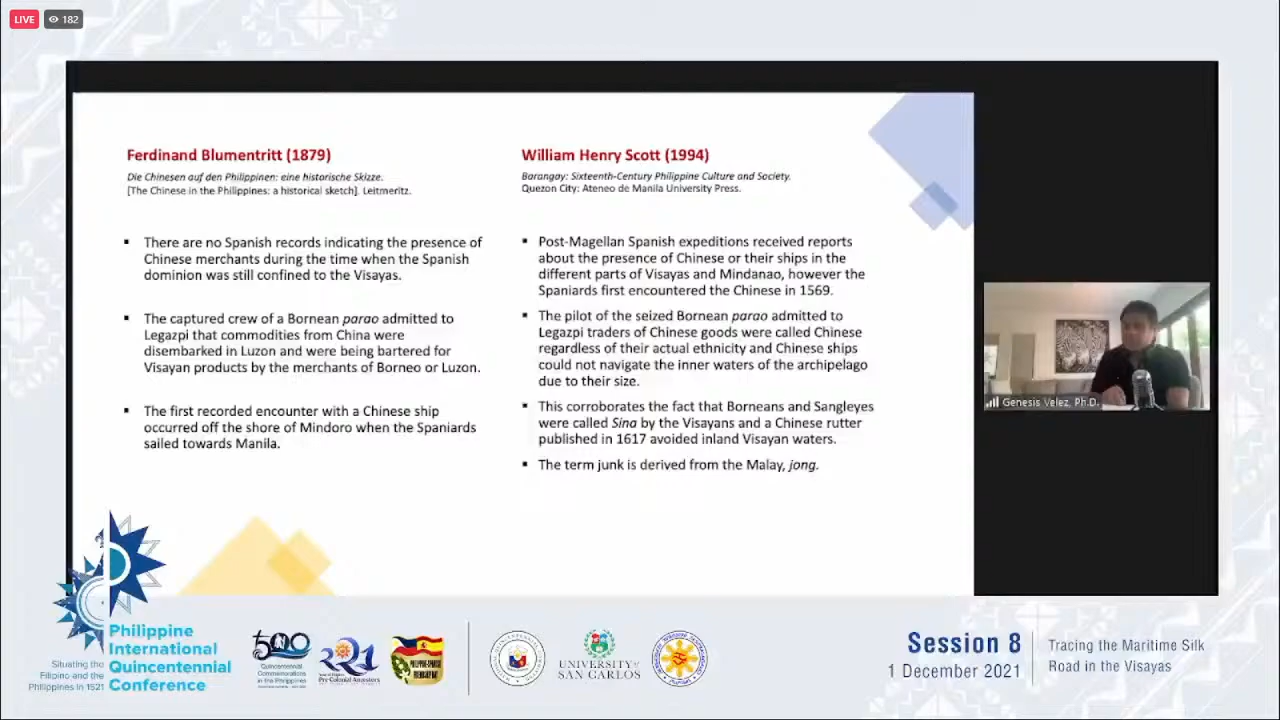 LIVE
182
Ferdinand Blumentritt (1879)
Die Chinesen auf den Philippinen: eine historische Skizze.
[The Chinese in the Philippines: a historical sketch]. Leitmeritz.
▪ There are no Spanish records indicating the presence of
Chinese merchants during the time when the Spanish
dominion was still confined to the Visayas.
▪ The captured crew of a Bornean parao admitted to
Legazpi that commodities from China were
disembarked in Luzon and were being bartered for
Visayan products by the merchants of Borneo or Luzon.
▪ The first recorded encounter with a Chinese ship
occurred off the shore of Mindoro when the Spaniards
sailed towards Manila.
William Henry Scott (1994)
Barangay: Sixteenth-Century Philippine Culture and Society.
Quezon City: Ateneo de Manila University Press.
▪ Post-Magellan Spanish expeditions received reports
about the presence of Chinese or their ships in the
different parts of Visayas and Mindanao, however the
Spaniards first encountered the Chinese in 1569.
▪ The pilot of the seized Bornean parao admitted to
Legazpi traders of Chinese goods were called Chinese
regardless of their actual ethnicity and Chinese ships
could not navigate the inner waters of the archipelago
due to their size.
▪ This corroborates the fact that Borneans and Sangleyes
were called Sina by the Visayans and a Chinese rutter
published in 1617 avoided inland Visayan waters.
▪ The term junk is derived from the Malay, jong.
Genesis Velez, Ph.D.
Situating the
Filipino and the
Philippines in 1521
Philippine
International
Quincentennial
Conference
500
Quincentennial
Commemorations
in the Philippines
2021
Pre-Colonial Ancestors
UNIVERSITY of
SAN CARLOS
Session 8
1 December 2021
Tracing the Maritime Silk
Road in the Visayas